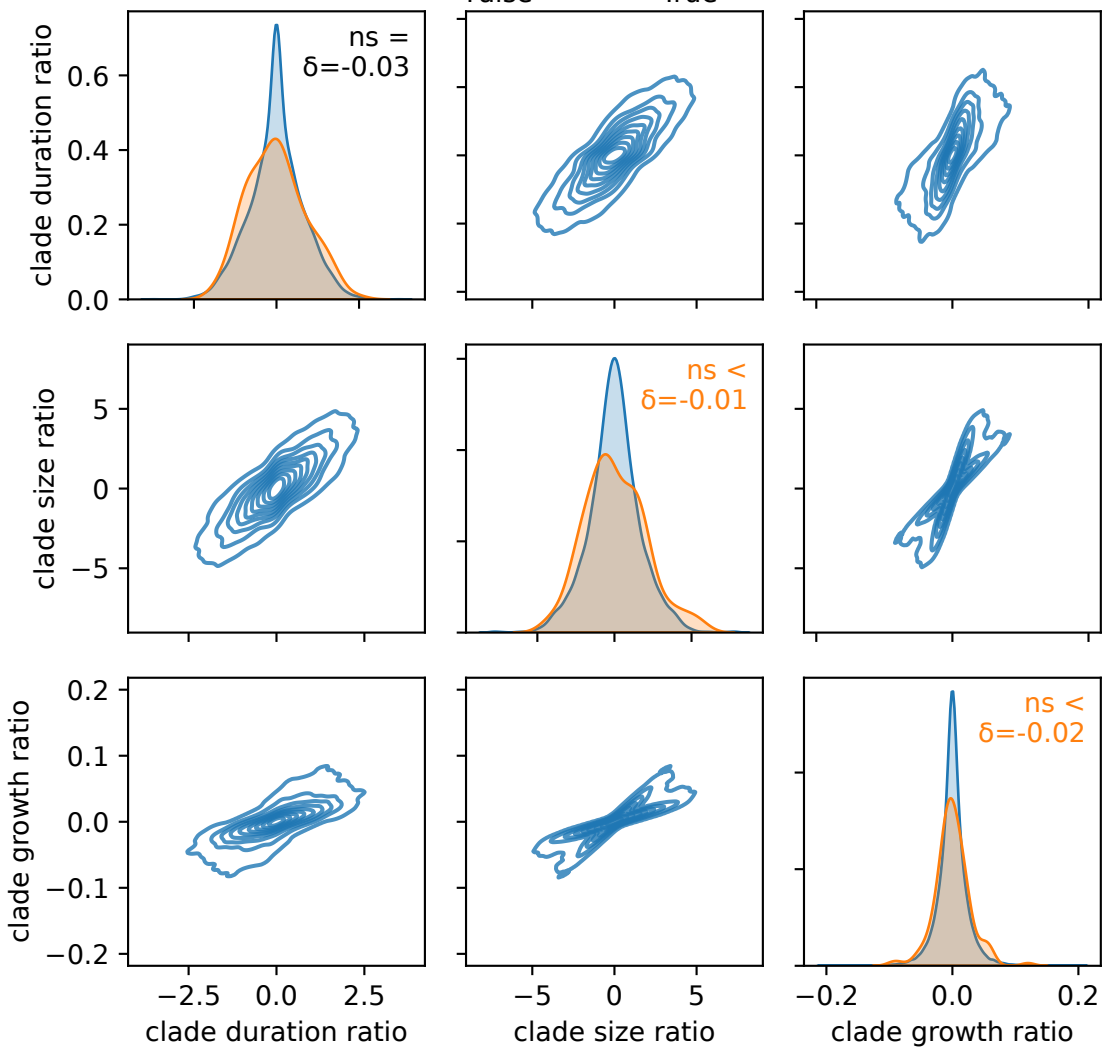 clade duration ratio
0.6
0.4
0.2
0.0
ns =
δ=-0.03
clade size ratio
5
0
−5
ns <
δ=-0.01
clade growth ratio
0.2
0.1
0.0
−0.1
−0.2
ns <
δ=-0.02
−2.5 0.0 2.5
−5 0 5
−0.2 0.0 0.2
clade duration ratio
clade size ratio
clade growth ratio